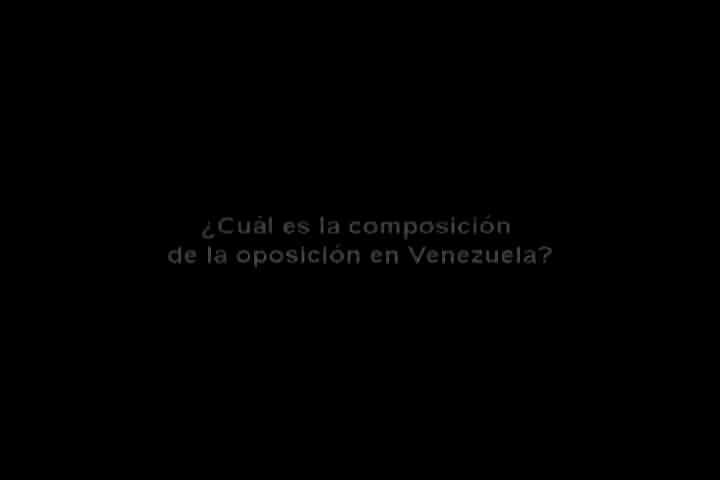 ¿Cuál es la composición
de la oposición en Venezuela?